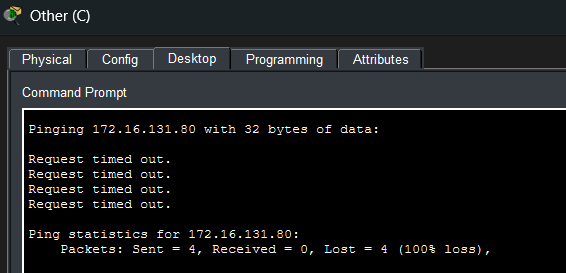 Other (C)
Physical Config Desktop Programming Attributes
Command Prompt
Pinging 172.16.131.80 with 32 bytes of data:
Request timed out.
Request timed out.
Request timed out.
Request timed out.
Ping statistics for 172.16.131.80:
Packets: Sent = 4, Received = 0, Lost = 4 (100% loss),